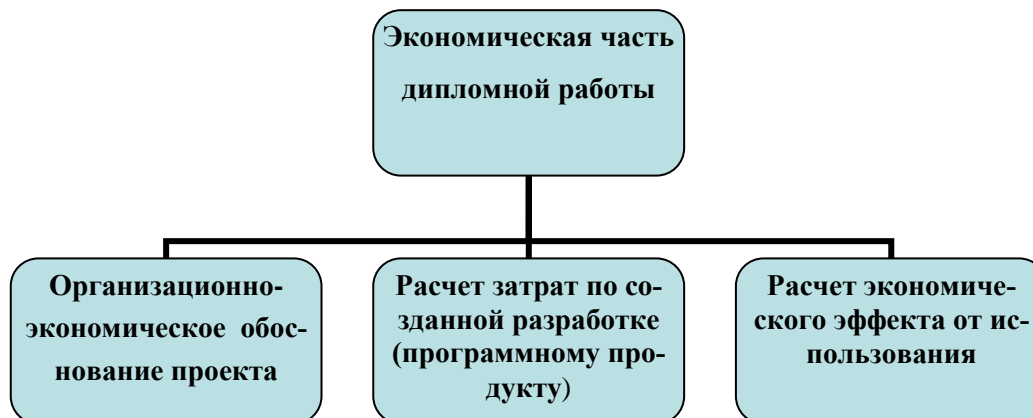 Экономическая часть
дипломной работы
Организационно-
экономическое обос-
нование проекта
Расчет затрат по со-
зданной разработке
(программному про-
дукту)
Расчет экономиче-
ского эффекта от ис-
пользования